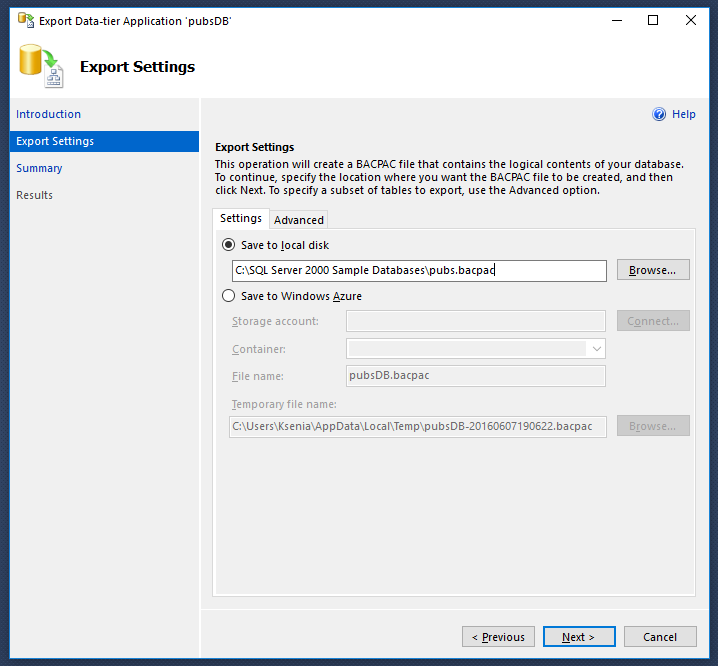 Export Data-tier Application 'pubsDB'
Export Settings
Introduction
Export Settings
Summary
Results
Help
Export Settings
This operation will create a BACPAC file that contains the logical contents of your database.
To continue, specify the location where you want the BACPAC file to be created, and then
click Next. To specify a subset of tables to export, use the Advanced option.
Settings Advanced
Save to local disk
C:\SQL Server 2000 Sample Databases\pubs.bacpac Browse...
Save to Windows Azure
Storage account: Connect...
Container:
File name: pubsDB.bacpac
Temporary file name:
C:\Users\Ksenia\AppData\Local\Temp\pubsDB-20160607190622.bacpac Browse...
< Previous Next > Cancel